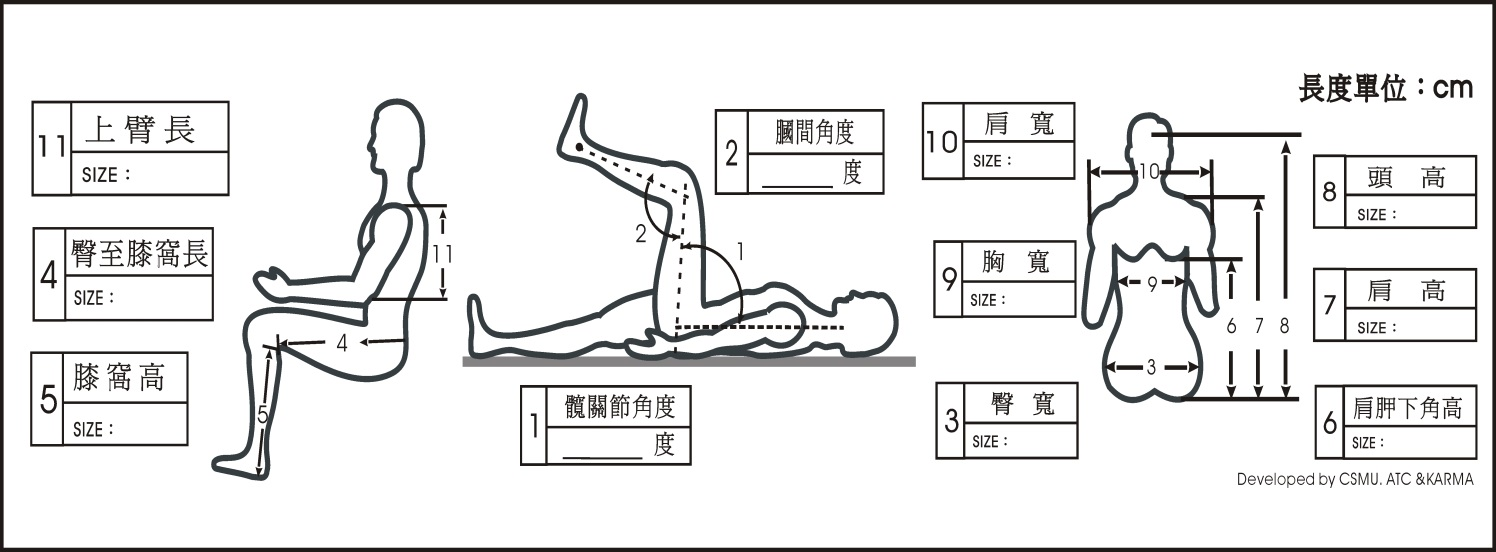 長度單位：cm
11
上臂長
SIZE：
4
臀至膝窩長
SIZE：
5
膝窩高
SIZE：
11
4
5
2
膕間角度
度
2
1
1
髖關節角度
度
10
肩 寬
SIZE：
9
胸 寬
SIZE：
3
臀 寬
SIZE：
10
9
6 7 8
3
8
頭 高
SIZE：
7
肩 高
SIZE：
6
肩胛下角高
SIZE：
Developed by CSMU. ATC &KARMA